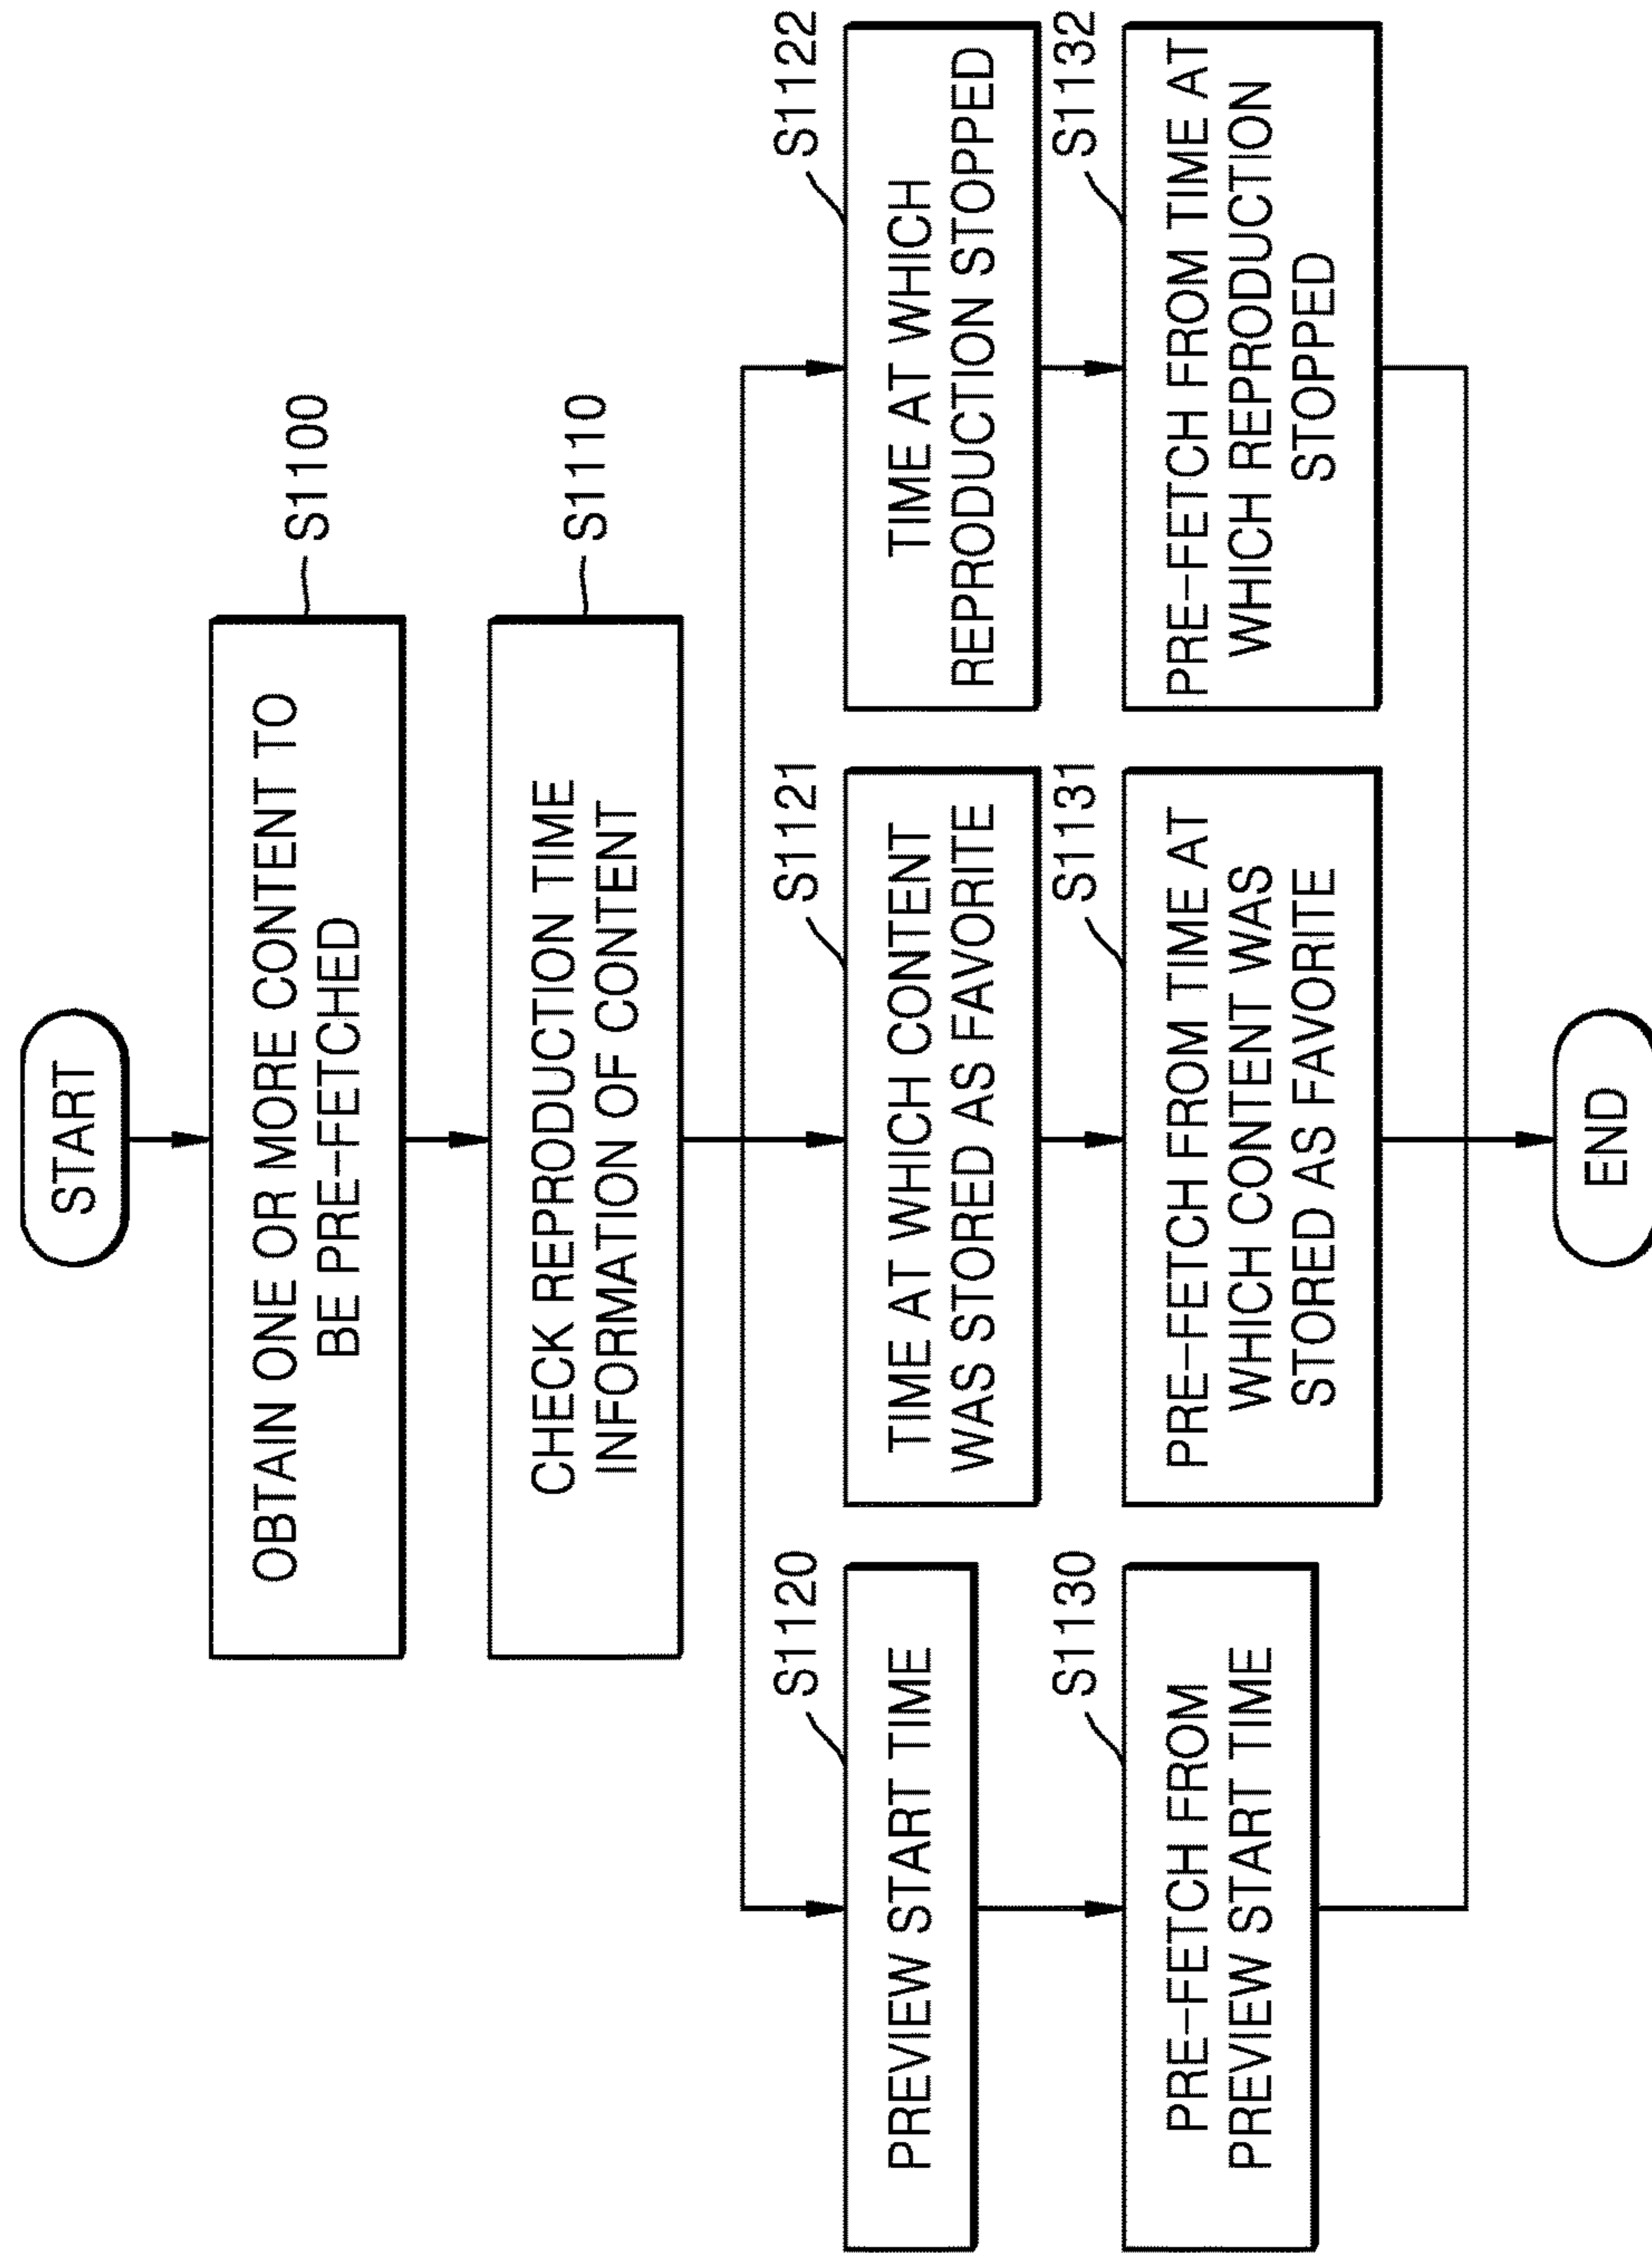 START
OBTAIN ONE OR MORE CONTENT TO
BE PRE-FETCHED
S1100
CHECK REPRODUCTION TIME
INFORMATION OF CONTENT
S1110
S1120
PREVIEW START TIME
S1121
TIME AT WHICH CONTENT
WAS STORED AS FAVORITE
S1122
TIME AT WHICH
REPRODUCTION STOPPED
S1130
PRE-FETCH FROM
PREVIEW START TIME
S1131
PRE-FETCH FROM TIME AT
WHICH CONTENT WAS
STORED AS FAVORITE
S1132
PRE-FETCH FROM TIME AT
WHICH REPRODUCTION
STOPPED
END